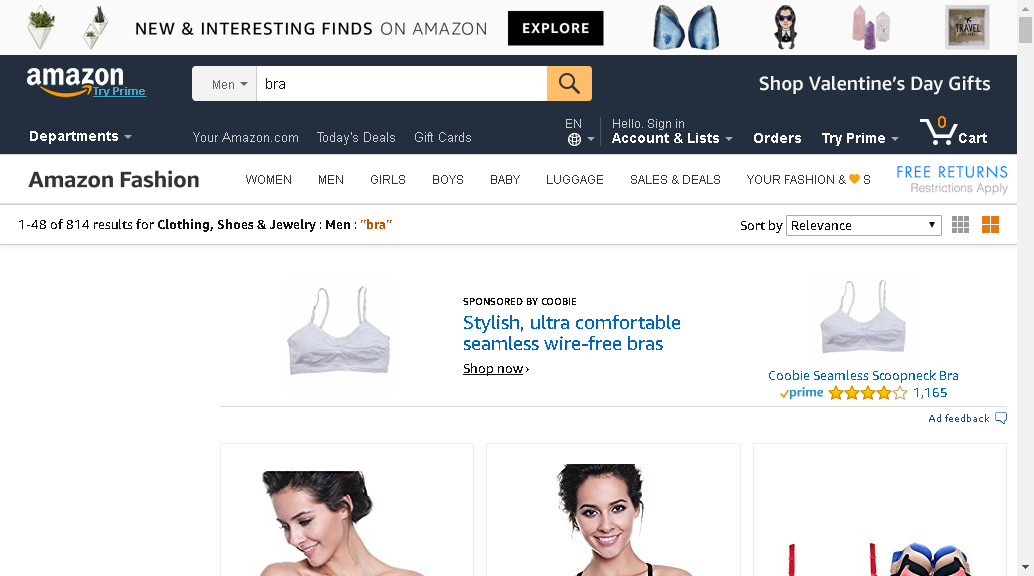 NEW & INTERESTING FINDS ON AMAZON EXPLORE
TRAVEL
amazon
Try Prime
Men bra
Shop Valentine's Day Gifts
Departments
Your Amazon.com Today's Deals Gift Cards
EN
Hello. Sign in
Account & Lists Orders Try Prime 0 Cart
Amazon Fashion WOMEN MEN GIRLS BOYS BABY LUGGAGE SALES & DEALS YOUR FASHION & S
FREE RETURNS
Restrictions Apply
1-48 of 814 results for Clothing, Shoes & Jewelry : Men : "bra"
Sort by Relevance
SPONSORED BY COOBIE
Stylish, ultra comfortable
seamless wire-free bras
Shop now ›
Coobie Seamless Scoopneck Bra
prime 1,165
Ad feedback